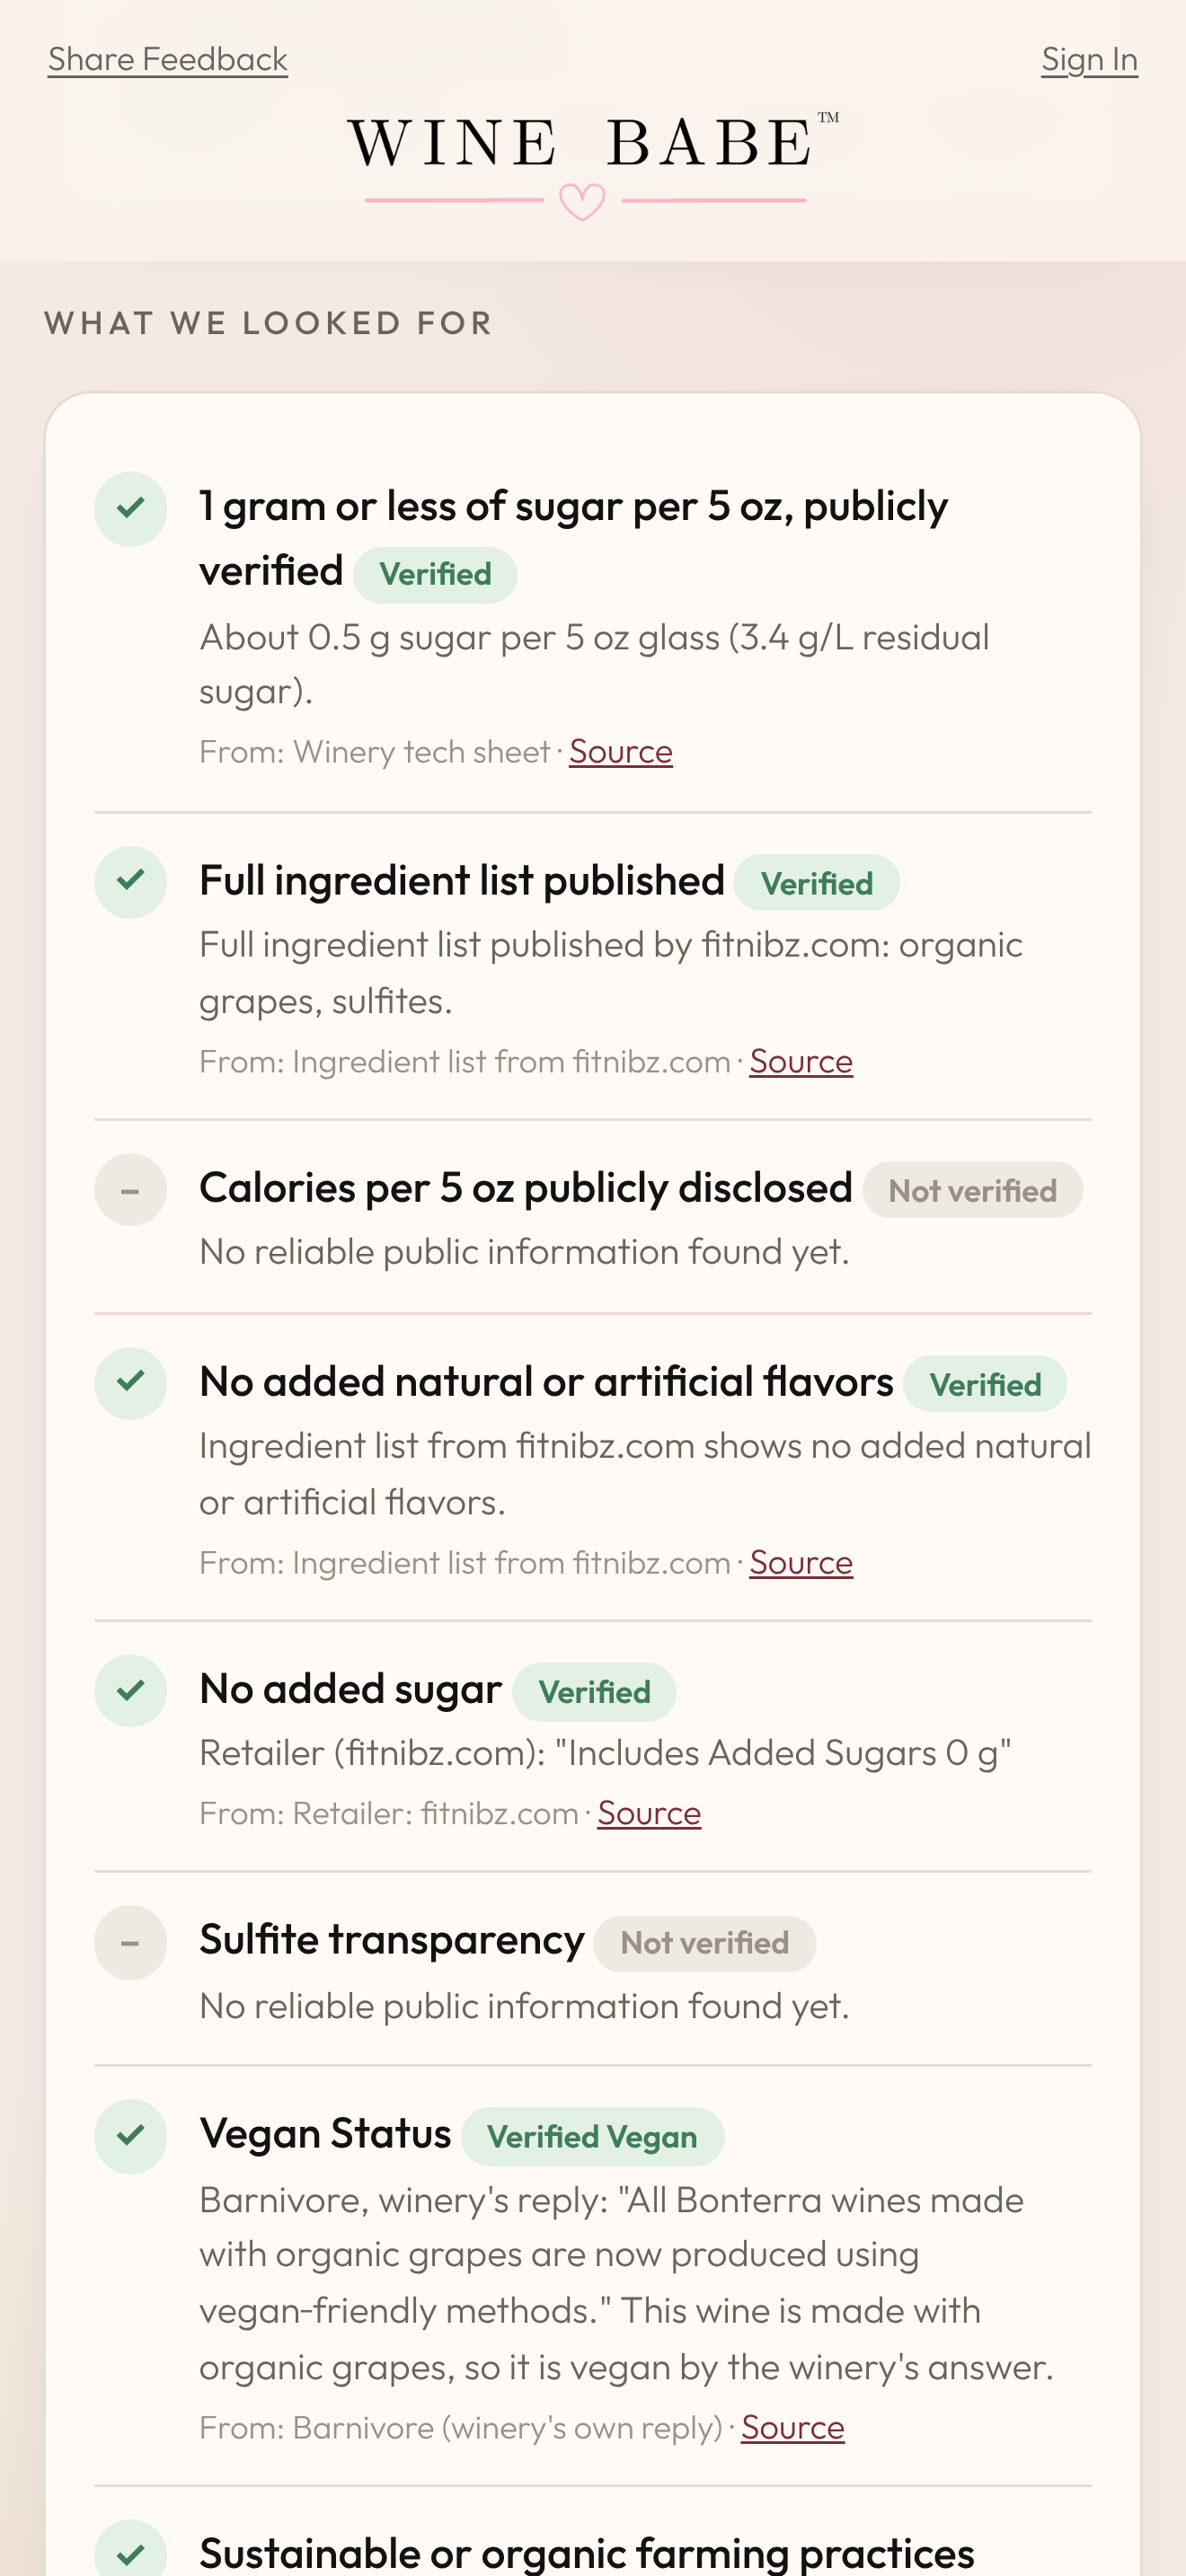 Share Feedback
Sign In
WINE BABE™
WHAT WE LOOKED FOR
1 gram or less of sugar per 5 oz, publicly
verified Verified
About 0.5 g sugar per 5 oz glass (3.4 g/L residual
sugar).
From: Winery tech sheet · Source
Full ingredient list published Verified
Full ingredient list published by fitnibz.com: organic
grapes, sulfites.
From: Ingredient list from fitnibz.com · Source
Calories per 5 oz publicly disclosed Not verified
No reliable public information found yet.
No added natural or artificial flavors Verified
Ingredient list from fitnibz.com shows no added natural
or artificial flavors.
From: Ingredient list from fitnibz.com · Source
No added sugar Verified
Retailer (fitnibz.com): "Includes Added Sugars 0 g"
From: Retailer: fitnibz.com · Source
Sulfite transparency Not verified
No reliable public information found yet.
Vegan Status Verified Vegan
Barnivore, winery's reply: "All Bonterra wines made
with organic grapes are now produced using
vegan-friendly methods." This wine is made with
organic grapes, so it is vegan by the winery's answer.
From: Barnivore (winery's own reply) · Source
Sustainable or organic farming practices